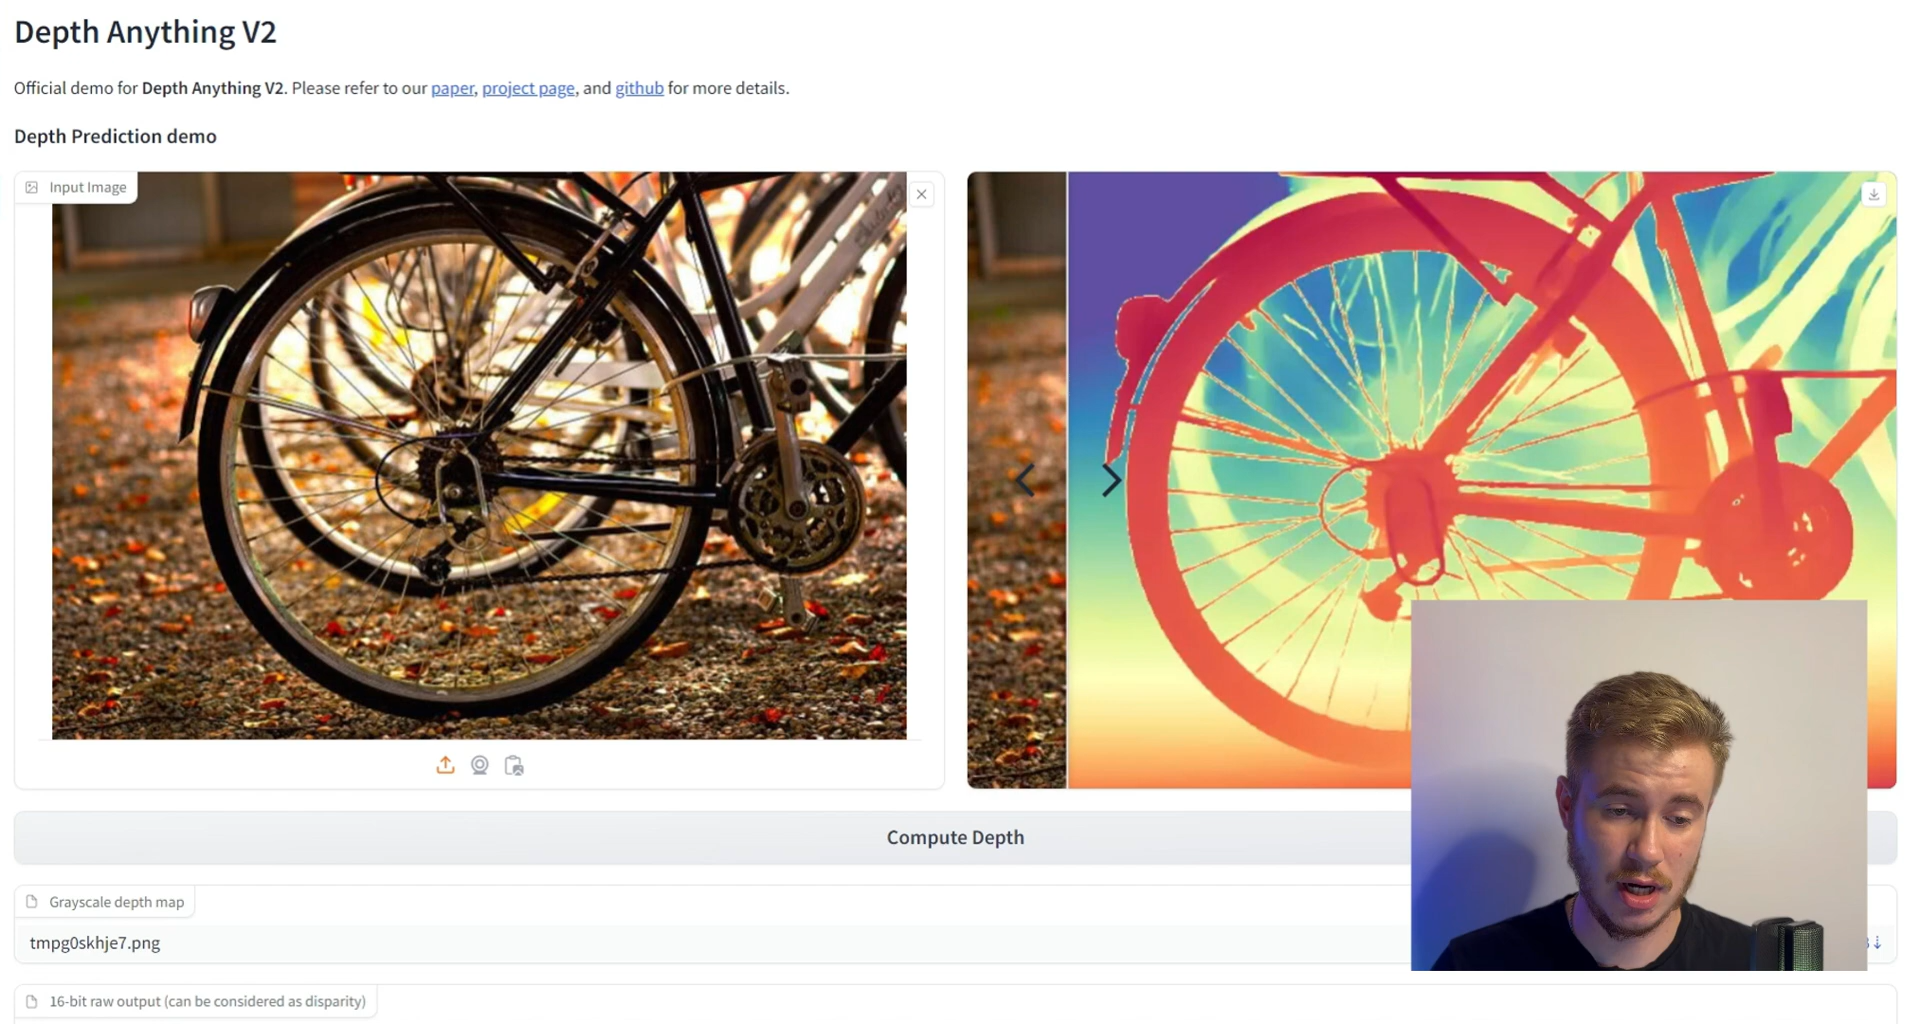 Depth Anything V2
Official demo for Depth Anything V2. Please refer to our paper, project page, and github for more details.
Depth Prediction demo
Input Image
Compute Depth
Grayscale depth map
tmpg0skhje7.png
16-bit raw output (can be considered as disparity)